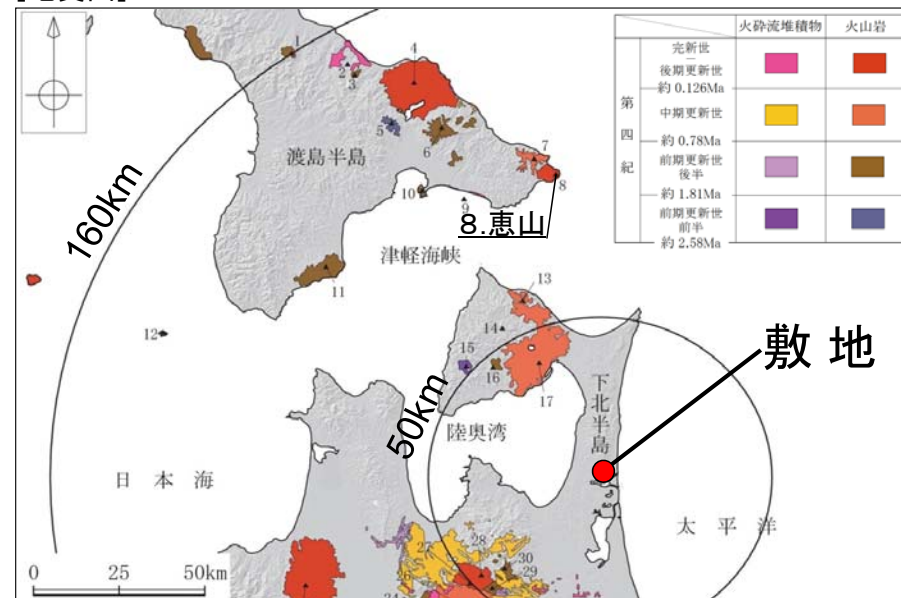 火砕流堆積物
火山岩
第四紀
完新世
後期更新世
約 0.126Ma
中期更新世
約 0.78Ma
前期更新世
後半
約 1.81Ma
前期更新世
前半
約 2.58Ma
1
2
3
4
5
6
7
8
9
10
8.恵山
渡島半島
160km
津軽海峡
11
12
13
14
15
16
17
敷 地
50km
下北半島
陸奥湾
日 本 海
太 平 洋
27
28
30
29
26
24
0 25 50km